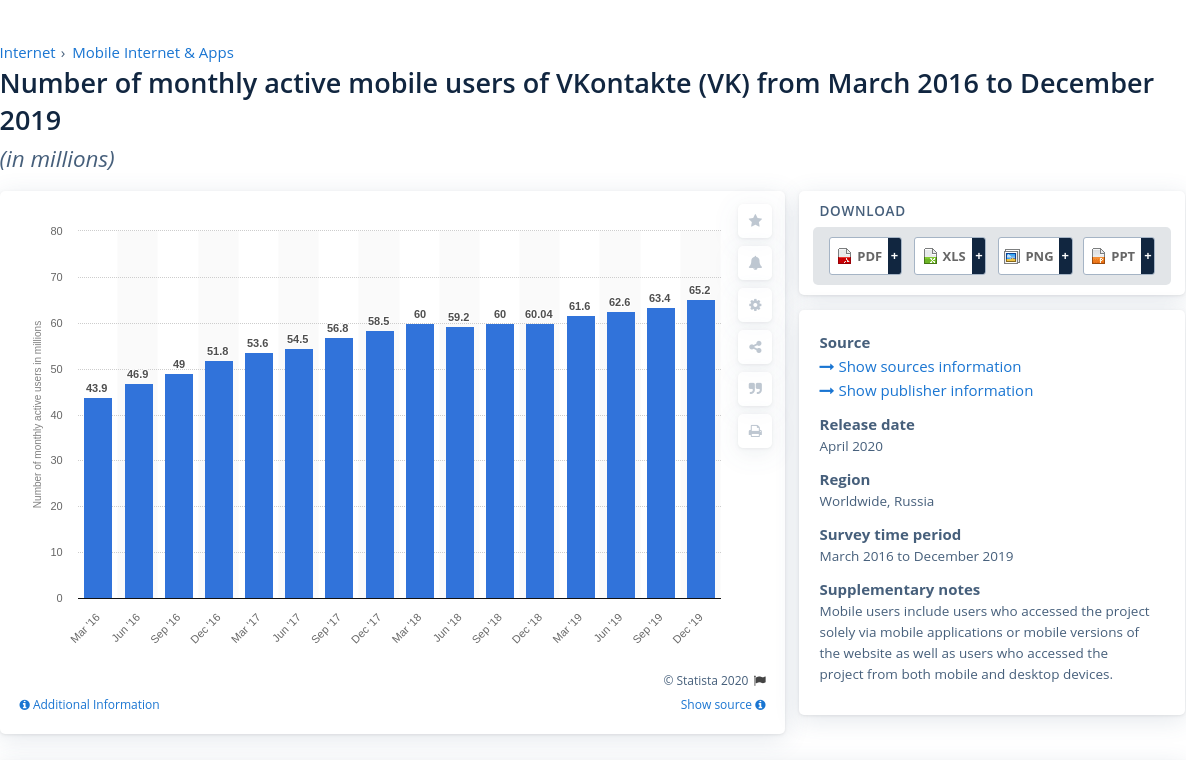 Internet › Mobile Internet & Apps
Number of monthly active mobile users of VKontakte (VK) from March 2016 to December
2019
(in millions)
Number of monthly active users in millions
80
70
60
50
40
30
20
10
0
43.9
46.9
49
51.8
53.6
54.5
56.8
58.5
60
59.2
60
60.04
61.6
62.6
63.4
65.2
Mar '16
Jun '16
Sep '16
Dec '16
Mar '17
Jun '17
Sep '17
Dec '17
Mar '18
Jun '18
Sep '18
Dec '18
Mar '19
Jun '19
Sep '19
Dec '19
© Statista 2020
Additional Information
Show source
DOWNLOAD
PDF + XLS + PNG + PPT +
Source
Show sources information
Show publisher information
Release date
April 2020
Region
Worldwide, Russia
Survey time period
March 2016 to December 2019
Supplementary notes
Mobile users include users who accessed the project
solely via mobile applications or mobile versions of
the website as well as users who accessed the
project from both mobile and desktop devices.